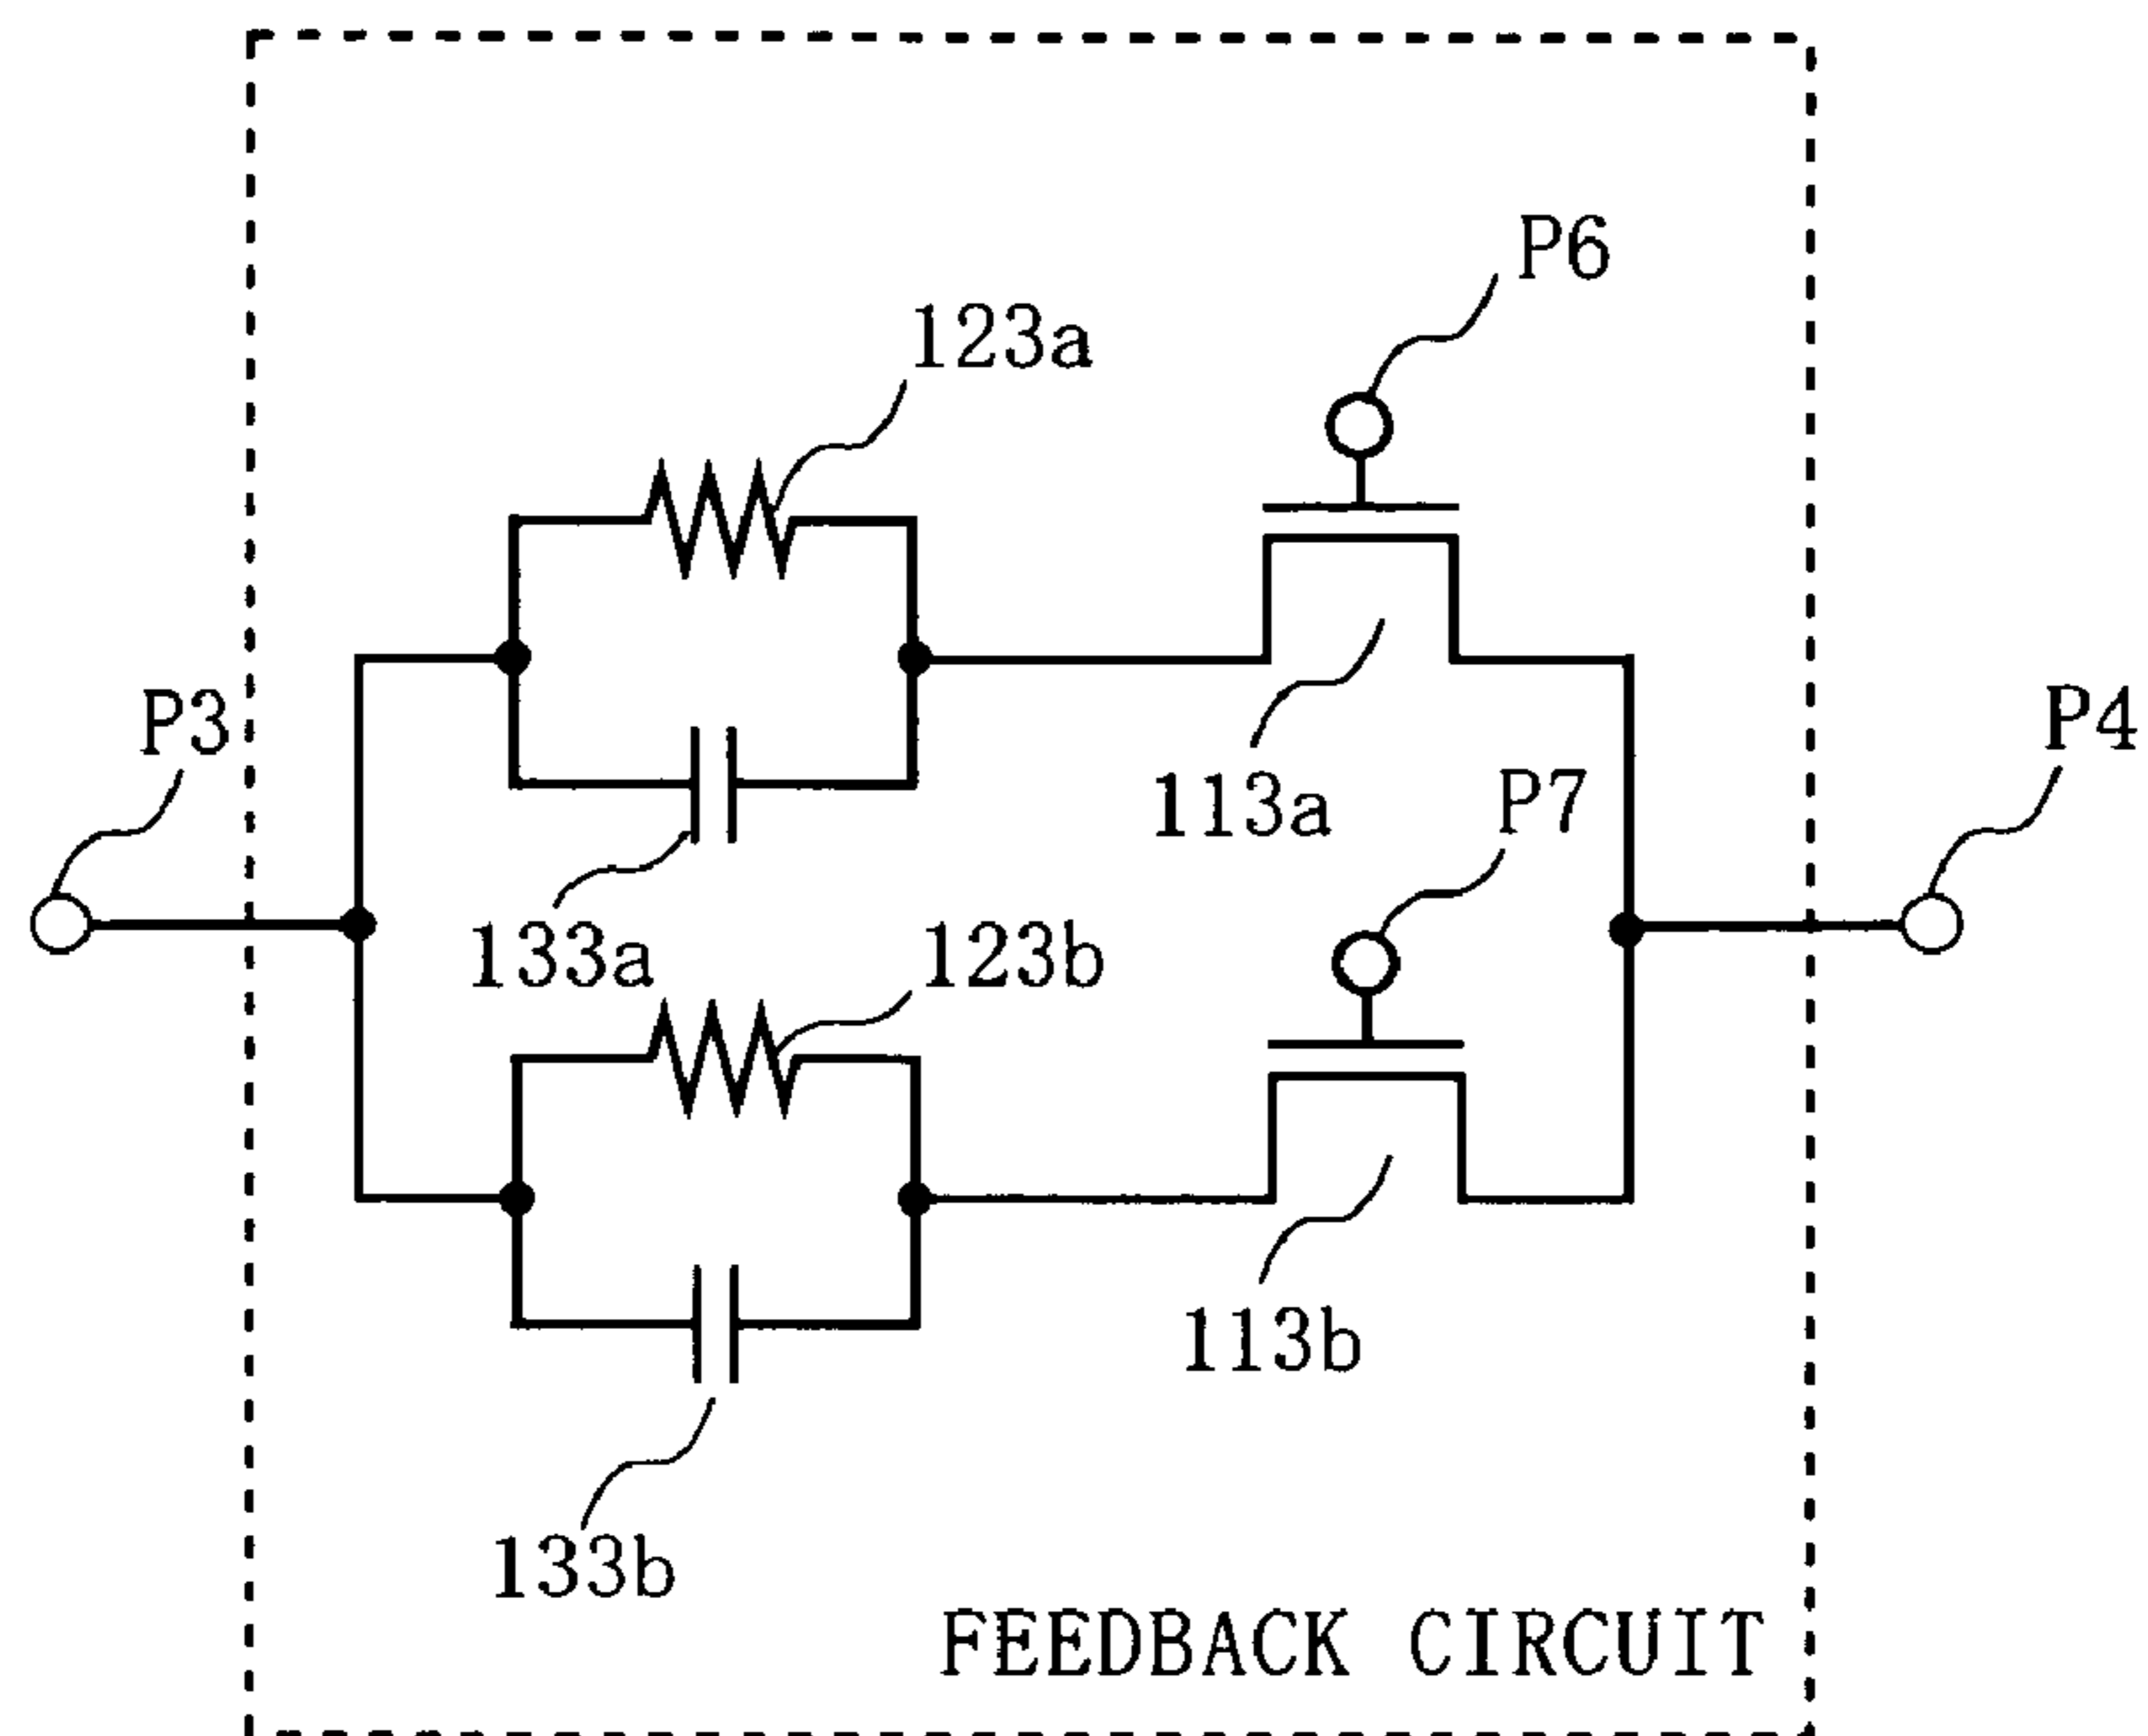 P6
123a
P3
P4
113a
P7
133a
123b
113b
133b
FEEDBACK CIRCUIT